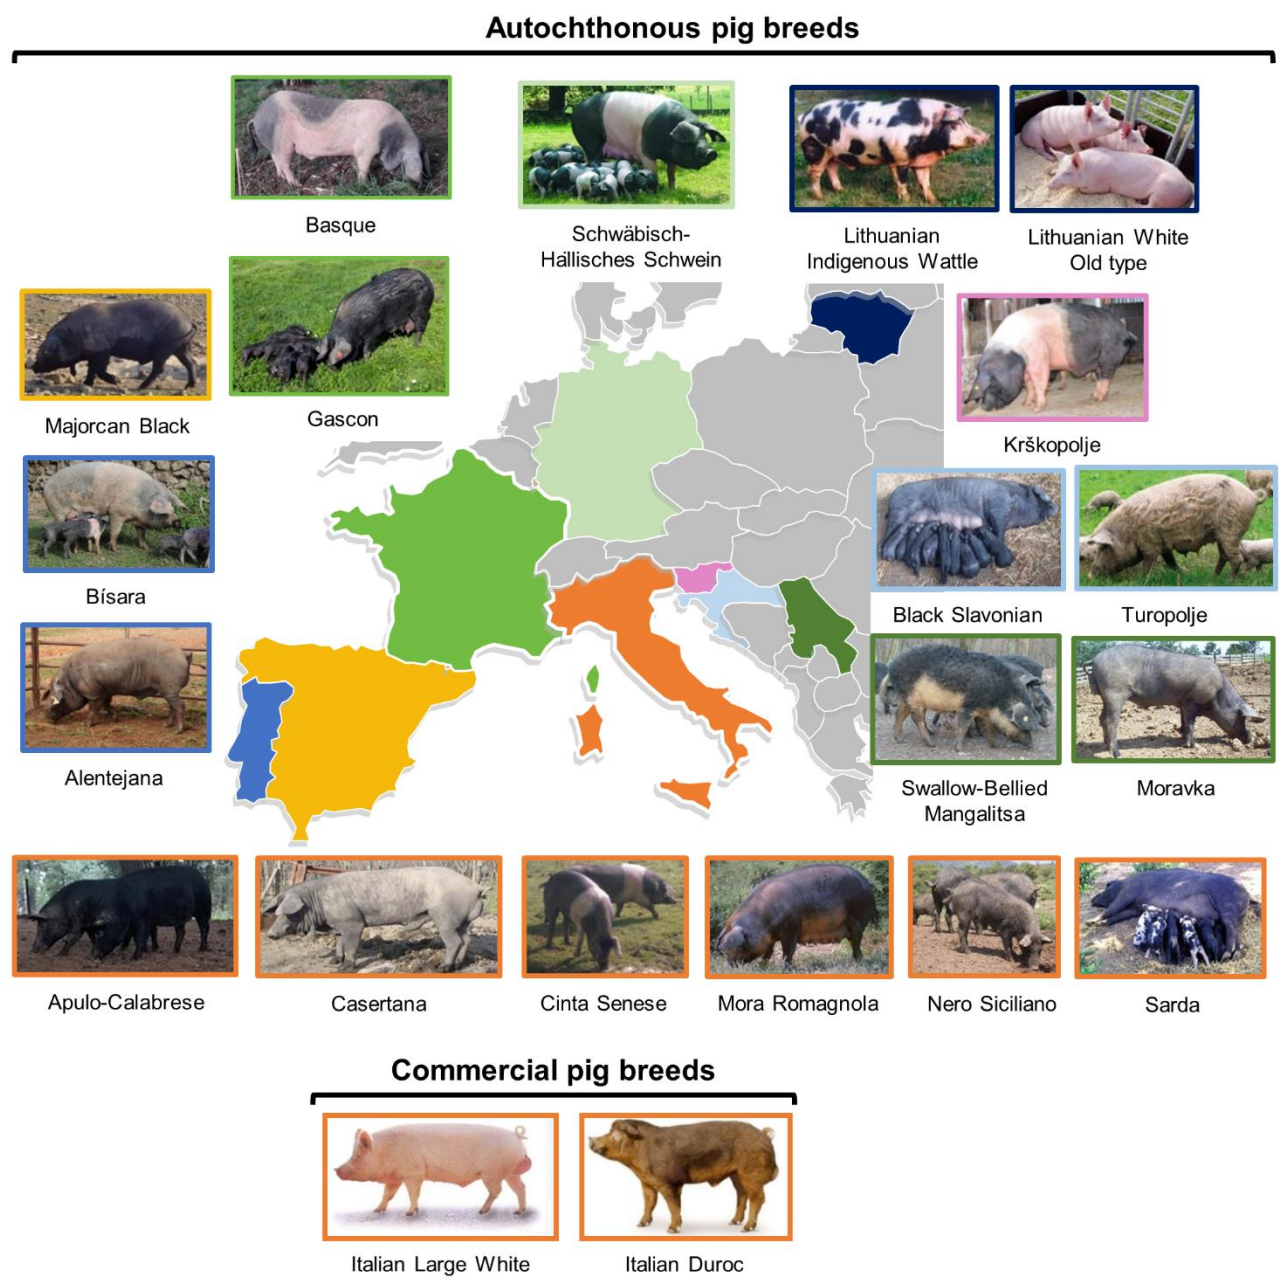 Autochthonous pig breeds
Basque
Schwäbisch-
Hällisches Schwein
Lithuanian
Indigenous Wattle
Lithuanian White
Old type
Majorcan Black
Gascon
Krškopolje
Bísara
Black Slavonian
Turopolje
Alentejana
Swallow-Bellied
Mangalitsa
Moravka
Apulo-Calabrese
Casertana
Cinta Senese
Mora Romagnola
Nero Siciliano
Sarda
Commercial pig breeds
Italian Large White
Italian Duroc